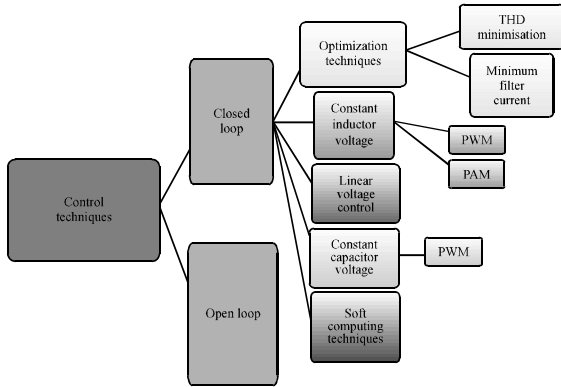 Control
techniques
Closed
loop
Open loop
Optimization
techniques
Constant
inductor
voltage
Linear
voltage
control
Constant
capacitor
voltage
Soft
computing
techniques
THD
minimisation
Minimum
filter
current
PWM
PAM
PWM